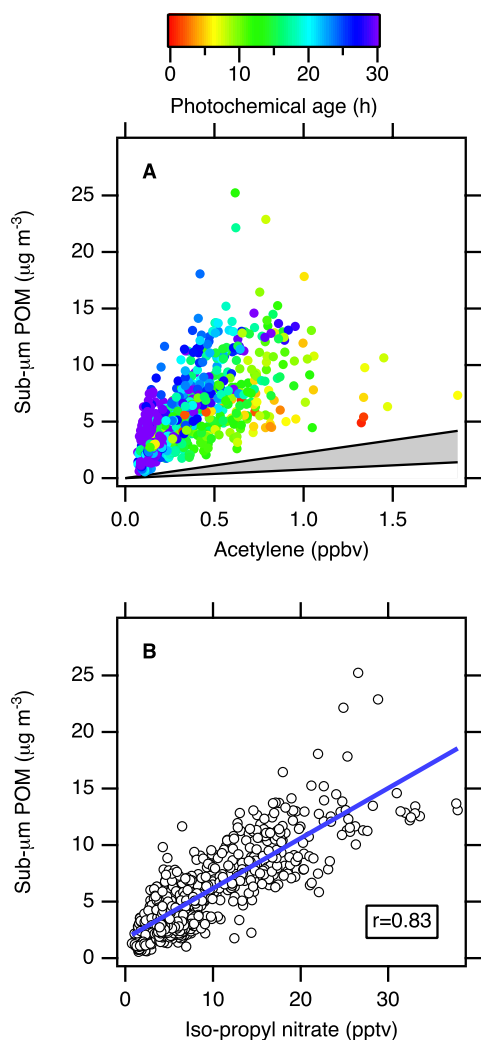 0 10 20 30
Photochemical age (h)
A
Sub-μm POM (μg m-3)
25
20
15
10
5
0
0.0 0.5 1.0 1.5
Acetylene (ppbv)
B
Sub-μm POM (μg m-3)
25
20
15
10
5
0
r=0.83
0 10 20 30
Iso-propyl nitrate (pptv)